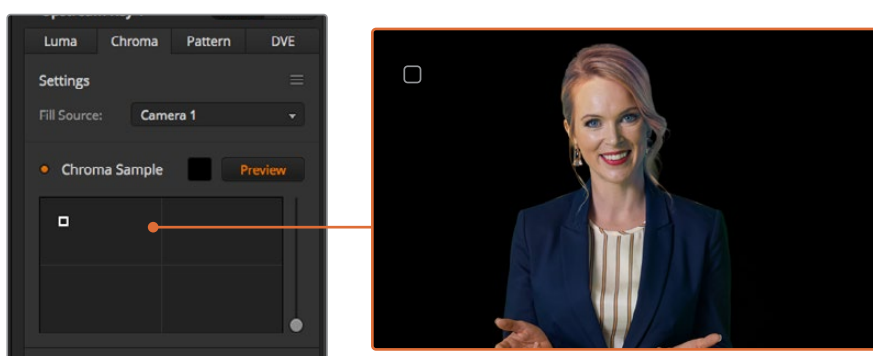 Luma Chroma Pattern DVE
Settings
Fill Source: Camera 1
Chroma Sample Preview